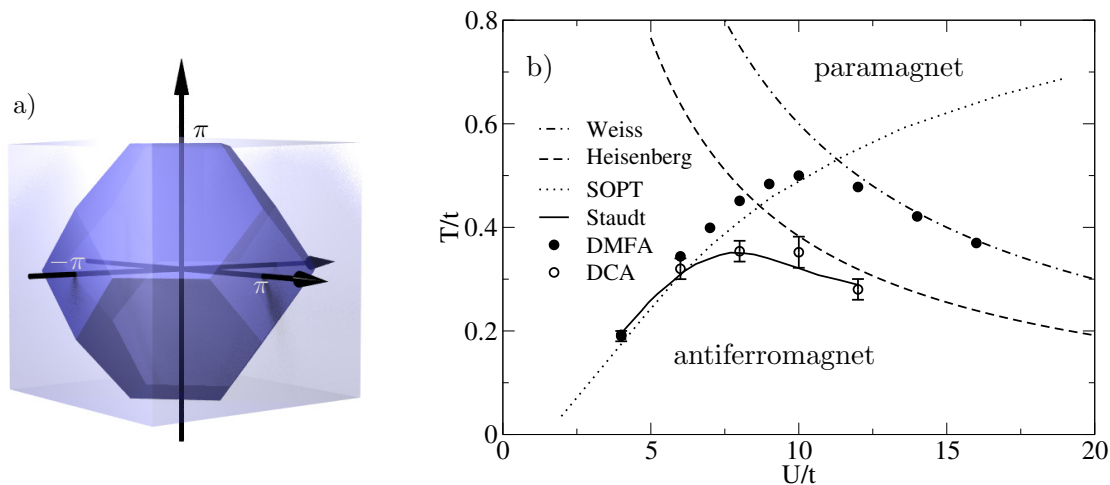 a)
π
−π
π
b)
paramagnet
Weiss
Heisenberg
SOPT
Staudt
DMFA
DCA
antiferromagnet
T/t
0.8
0.6
0.4
0.2
0
0
5
10
15
20
U/t